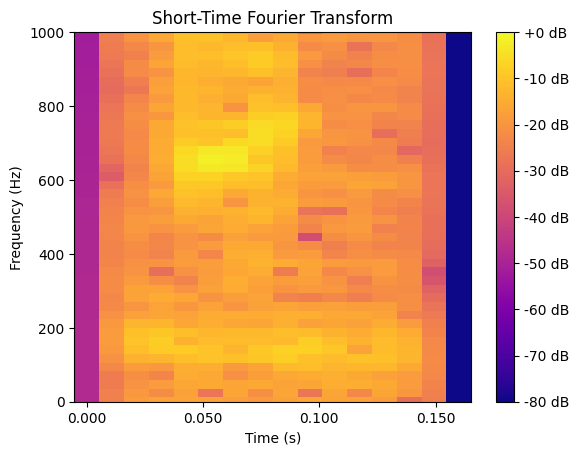 Short-Time Fourier Transform
1000
800
600
400
200
0
Frequency (Hz)
0.000
0.050
0.100
0.150
Time (s)
+0 dB
-10 dB
-20 dB
-30 dB
-40 dB
-50 dB
-60 dB
-70 dB
-80 dB